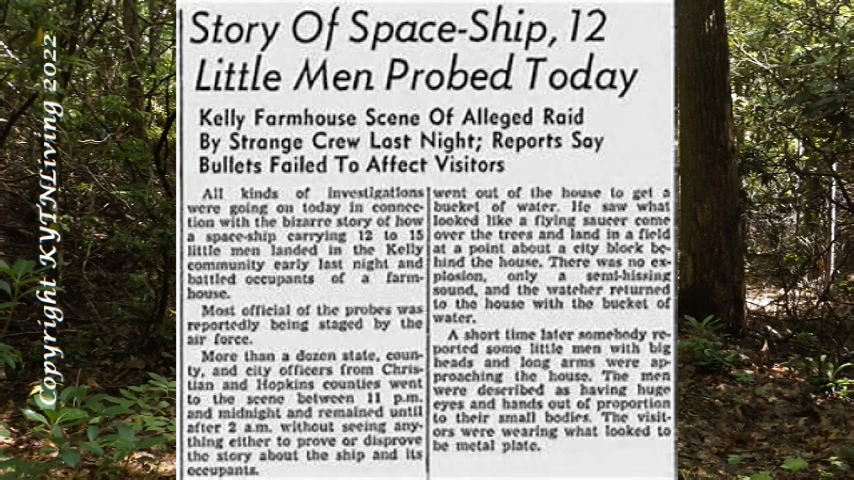 Copyright KYTNLiving 2022
Story Of Space-Ship, 12
Little Men Probed Today
Kelly Farmhouse Scene Of Alleged Raid
By Strange Crew Last Night; Reports Say
Bullets Failed To Affect Visitors
All kinds of investigations
were going on today in connec-
tion with the bizarre story of how
a space-ship carrying 12 to 15
little men landed in the Kelly
community early last night and
battled occupants of a farm-
house.
Most official of the probes was
reportedly being staged by the
air force.
More than a dozen state, coun-
ty, and city officers from Chris-
tian and Hopkins counties went
to the scene between 11 p.m.
and midnight and remained until
after 2 a.m. without seeing any-
thing either to prove or disprove
the story about the ship and its
occupants.
went out of the house to get a
bucket of water. He saw what
looked like a flying saucer come
over the trees and land in a field
at a point about a city block be-
hind the house. There was no ex-
plosion, only a semi-hissing
sound, and the watcher returned
to the house with the bucket of
water.
A short time later somebody re-
ported some little men with big
heads and long arms were ap-
proaching the house. The men
were described as having huge
eyes and hands out of proportion
to their small bodies. The visit-
ors were wearing what looked to
be metal plate.